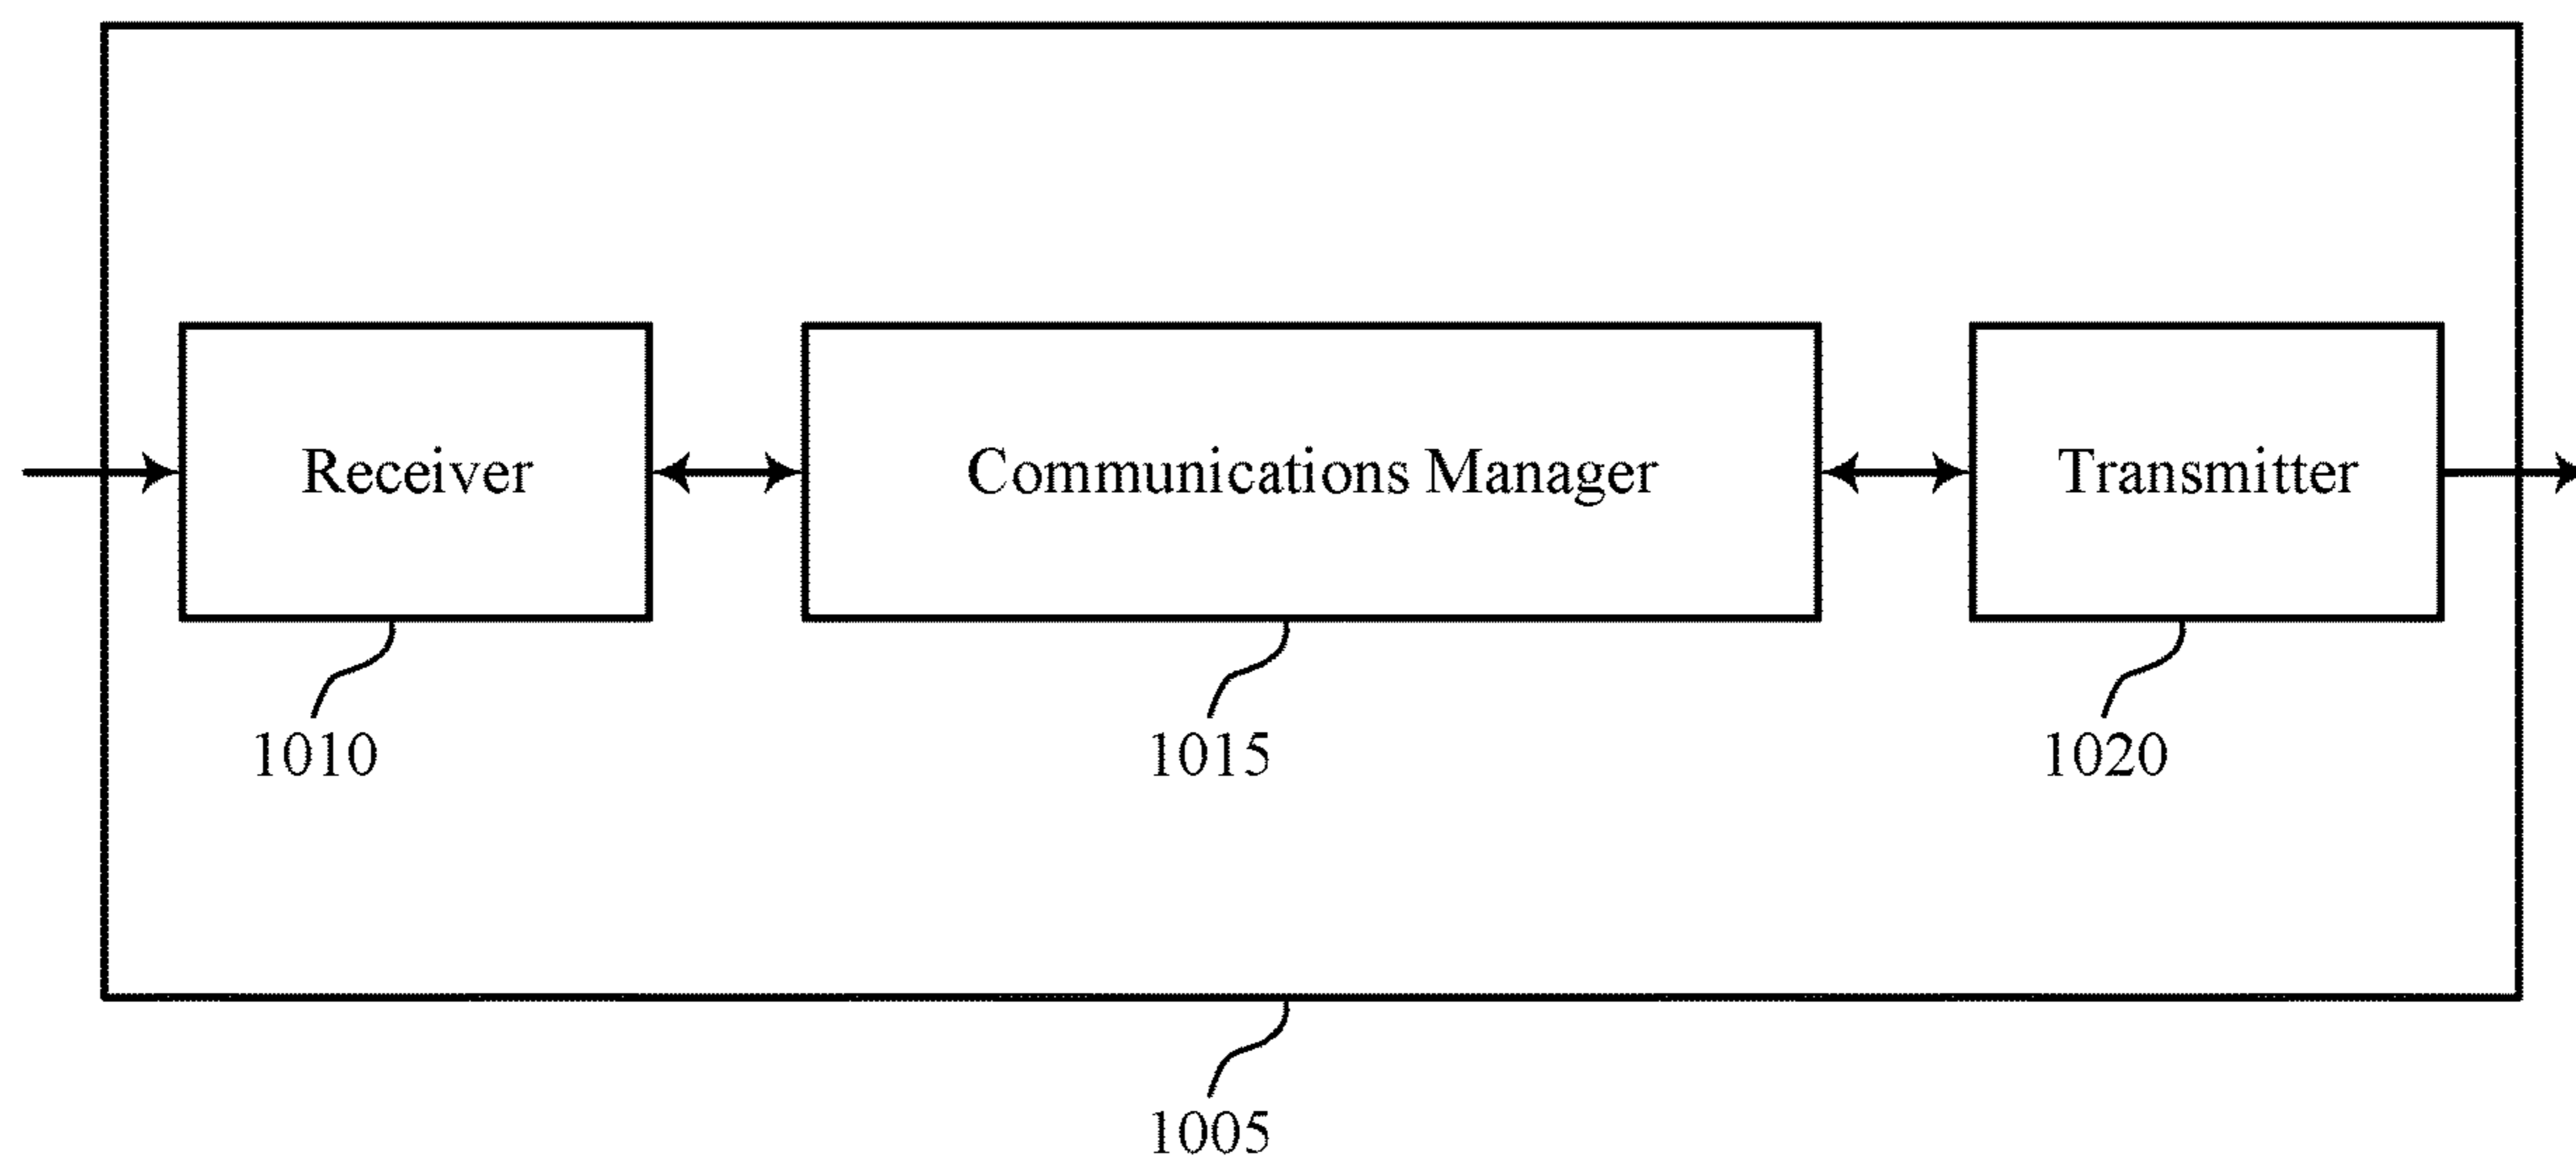 Receiver
Communications Manager
Transmitter
1010
1015
1020
1005